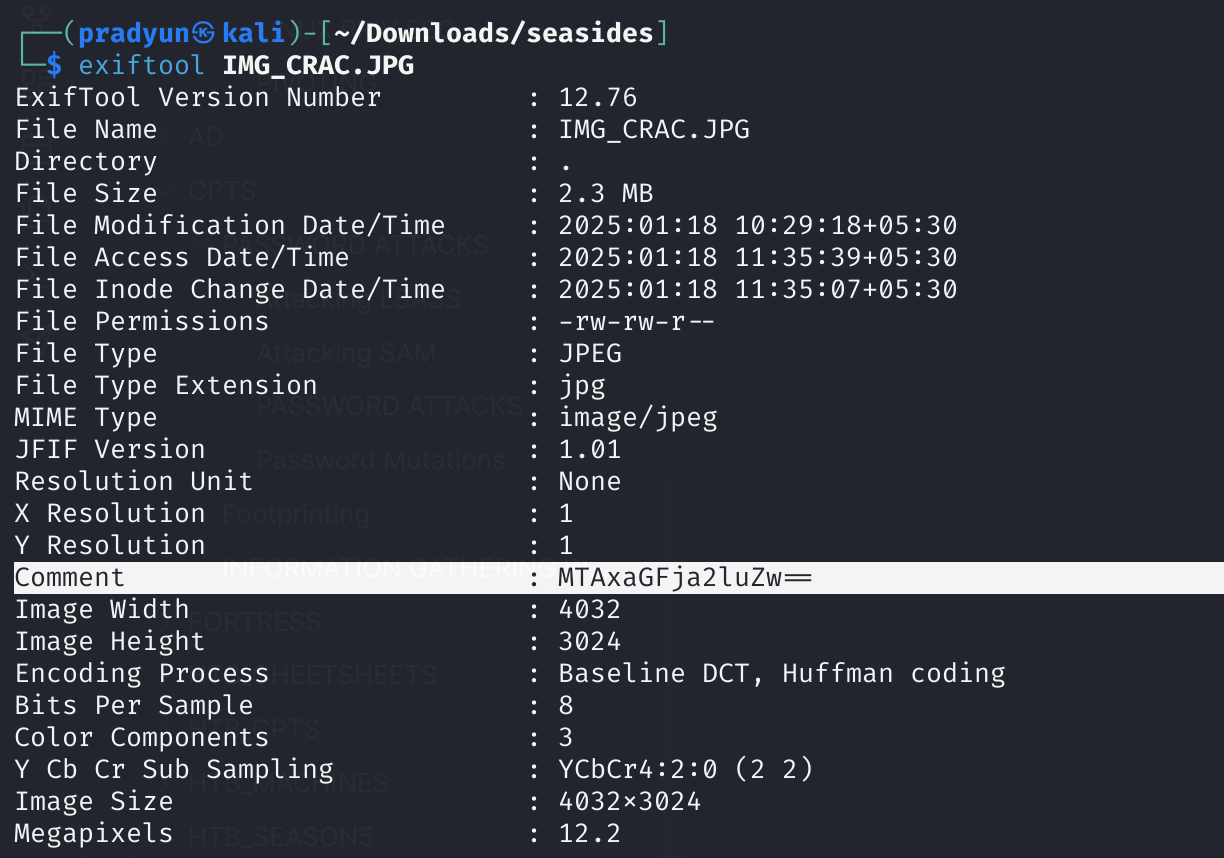 (pradyun㉿kali)-[~/Downloads/seasides]
$ exiftool IMG_CRAC.JPG
ExifTool Version Number : 12.76
File Name : IMG_CRAC.JPG
Directory : .
File Size : 2.3 MB
File Modification Date/Time : 2025:01:18 10:29:18+05:30
File Access Date/Time : 2025:01:18 11:35:39+05:30
File Inode Change Date/Time : 2025:01:18 11:35:07+05:30
File Permissions : -rw-rw-r--
File Type : JPEG
File Type Extension : jpg
MIME Type : image/jpeg
JFIF Version : 1.01
Resolution Unit : None
X Resolution : 1
Y Resolution : 1
Comment : MTAxaGFja2luZw==
Image Width : 4032
Image Height : 3024
Encoding Process : Baseline DCT, Huffman coding
Bits Per Sample : 8
Color Components : 3
Y Cb Cr Sub Sampling : YCbCr4:2:0 (2 2)
Image Size : 4032×3024
Megapixels : 12.2
AD
CPTS
PASSWORD ATTACKS
Attacking SAM
PASSWORD ATTACKS
Password Mutations
Footprinting
INFORMATION GATHERING
FORTRESS
HTB_CPTS
HTB_MACHINES
HTB_SEASON5